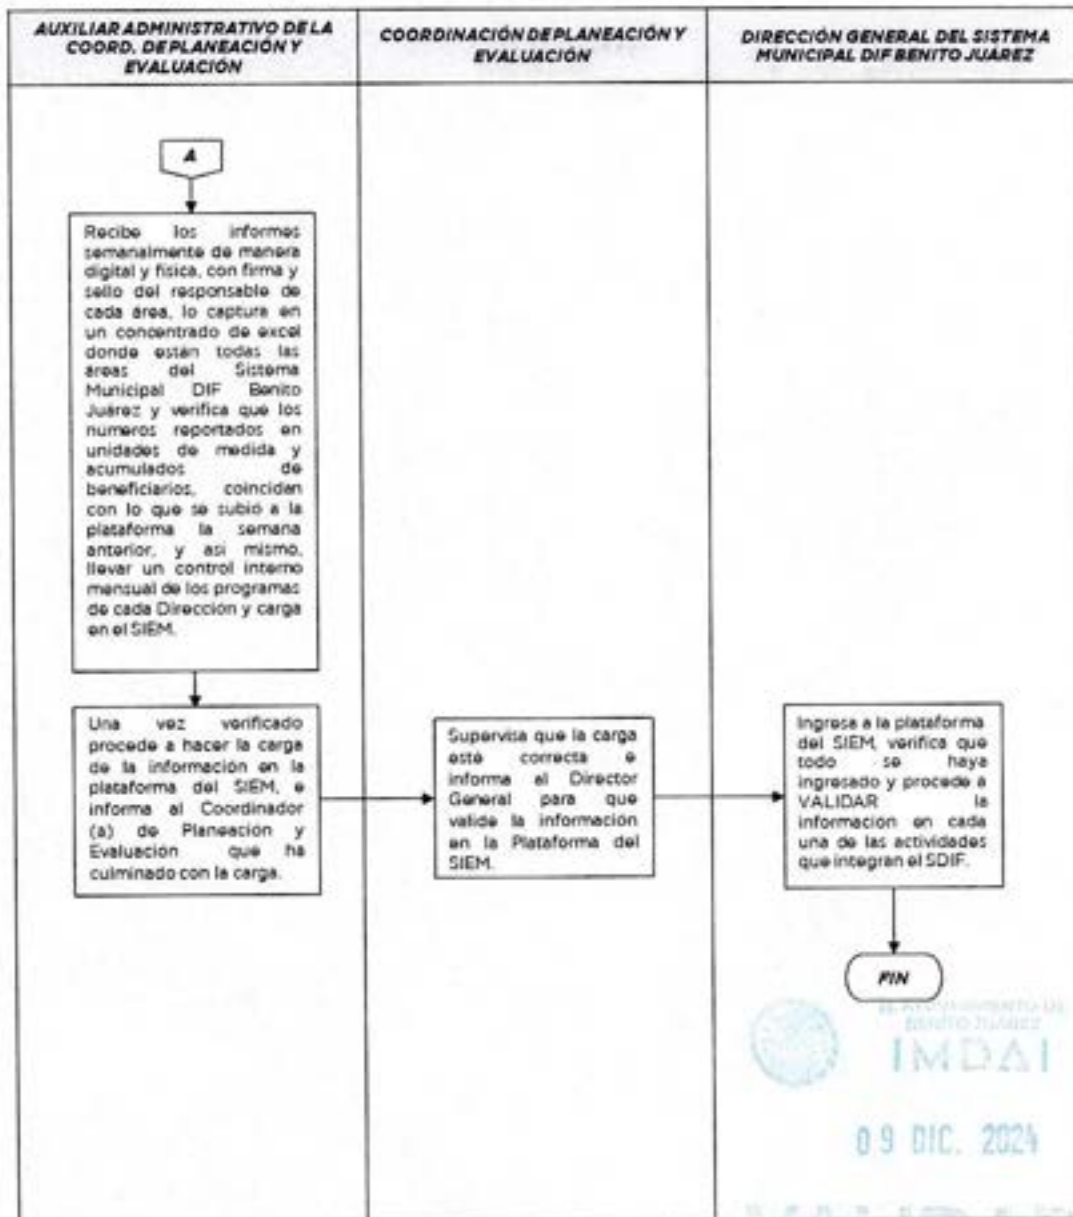 AUXILIAR ADMINISTRATIVO DE LA
COORD. DE PLANEACIÓN Y
EVALUACIÓN
COORDINACIÓN DE PLANEACIÓN Y
EVALUACIÓN
DIRECCIÓN GENERAL DEL SISTEMA
MUNICIPAL DIF BENITO JUAREZ
A
Recibe los informes
semanalmente de manera
digital y física, con firma y
sello del responsable de
cada área, lo captura en
un concentrado de excel
donde están todas las
áreas del Sistema
Municipal DIF Benito
Juárez y verifica que los
numeros reportados en
unidades de medida y
acumulados de
beneficiarios, coincidan
con lo que se subió a la
plataforma la semana
anterior, y asi mismo,
llevar un control interno
mensual de los programas
de cada Dirección y carga
en el SIEM.
Una vez verificado
procede a hacer la carga
de la información en la
plataforma del SIEM, e
informa al Coordinador
(a) de Planeación y
Evaluación que ha
culminado con la carga.
Supervisa que la carga
esté correcta e
informa al Director
General para que
valide la información
en la Plataforma del
SIEM.
Ingresa a la plataforma
del SIEM, verifica que
todo se haya
ingresado y procede a
VALIDAR la
información en cada
una de las actividades
que integran el SDIF.
FIN
IMDAI
09 DIC. 2024